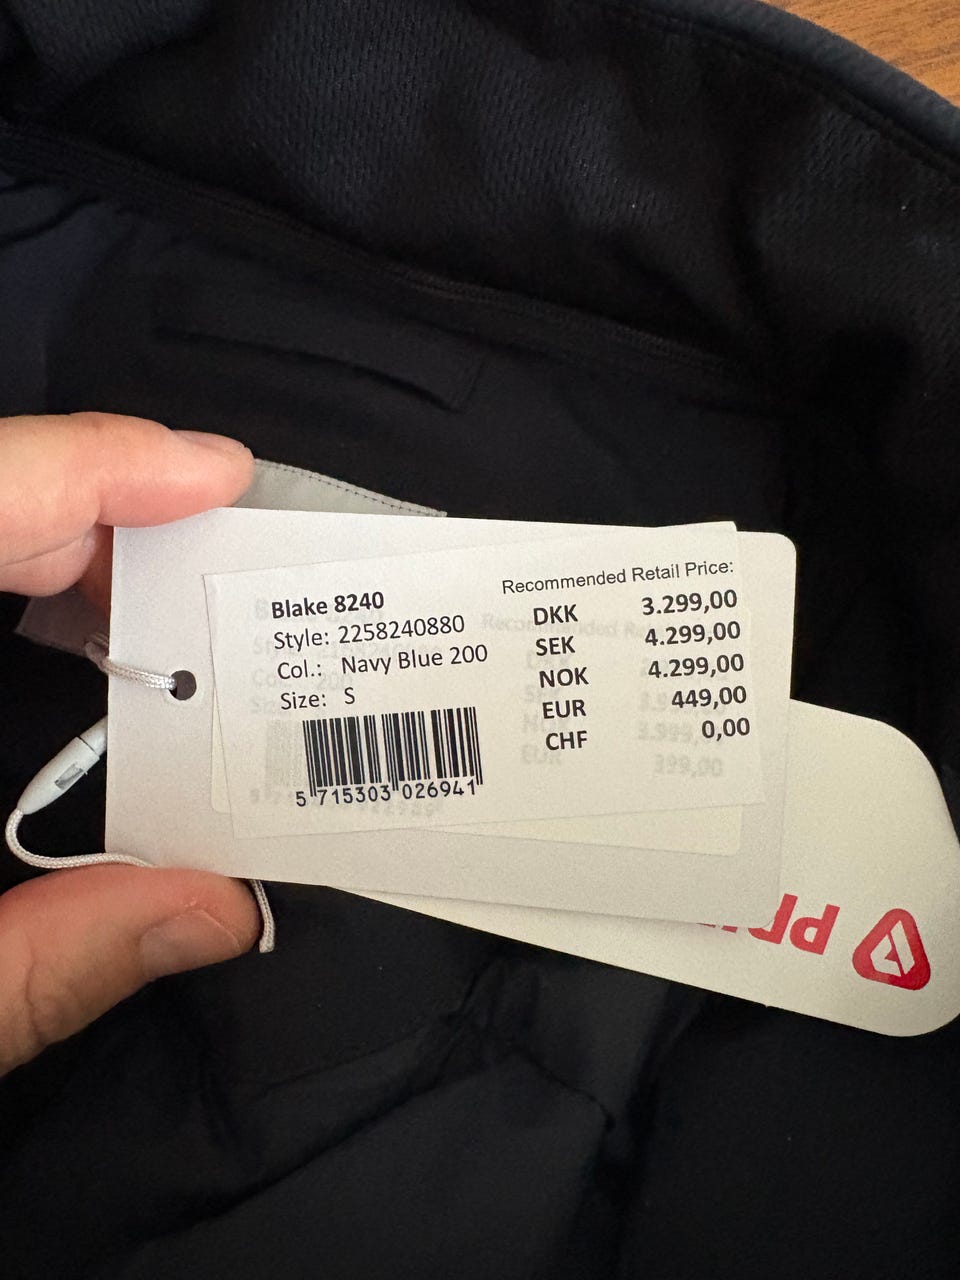 Blake 8240
Style: 2258240880
Col.: Navy Blue 200
Size: S
5 715303 026941
Recommended Retail Price:
DKK 3.299,00
SEK 4.299,00
NOK 4.299,00
EUR 449,00
CHF 0,00